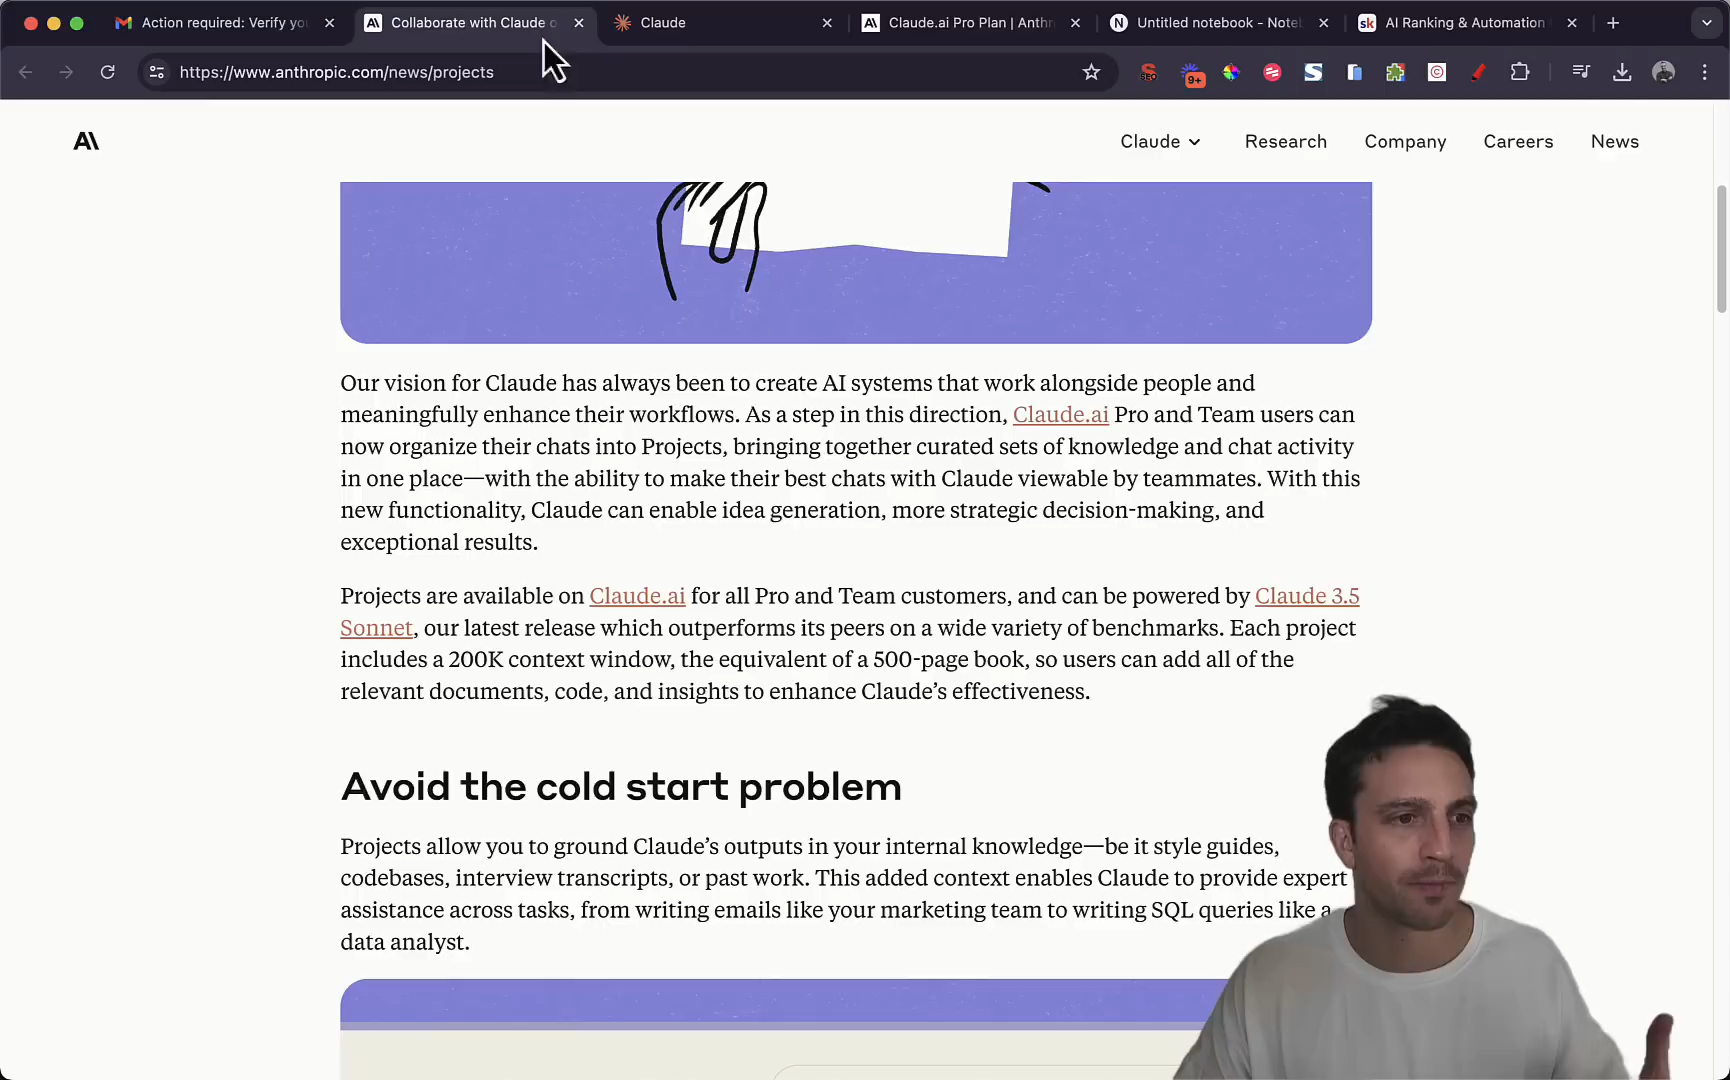 Action required: Verify yo
Collaborate with Claude o
Claude
Claude.ai Pro Plan | Anthr
Untitled notebook - Noteb
sk
AI Ranking & Automation
https://www.anthropic.com/news/projects
SEO
9+
Claude
Research
Company
Careers
News
Our vision for Claude has always been to create AI systems that work alongside people and
meaningfully enhance their workflows. As a step in this direction, Claude.ai Pro and Team users can
now organize their chats into Projects, bringing together curated sets of knowledge and chat activity
in one place—with the ability to make their best chats with Claude viewable by teammates. With this
new functionality, Claude can enable idea generation, more strategic decision-making, and
exceptional results.
Projects are available on Claude.ai for all Pro and Team customers, and can be powered by Claude 3.5
Sonnet, our latest release which outperforms its peers on a wide variety of benchmarks. Each project
includes a 200K context window, the equivalent of a 500-page book, so users can add all of the
relevant documents, code, and insights to enhance Claude’s effectiveness.
Avoid the cold start problem
Projects allow you to ground Claude’s outputs in your internal knowledge—be it style guides,
codebases, interview transcripts, or past work. This added context enables Claude to provide expert
assistance across tasks, from writing emails like your marketing team to writing SQL queries like a
data analyst.